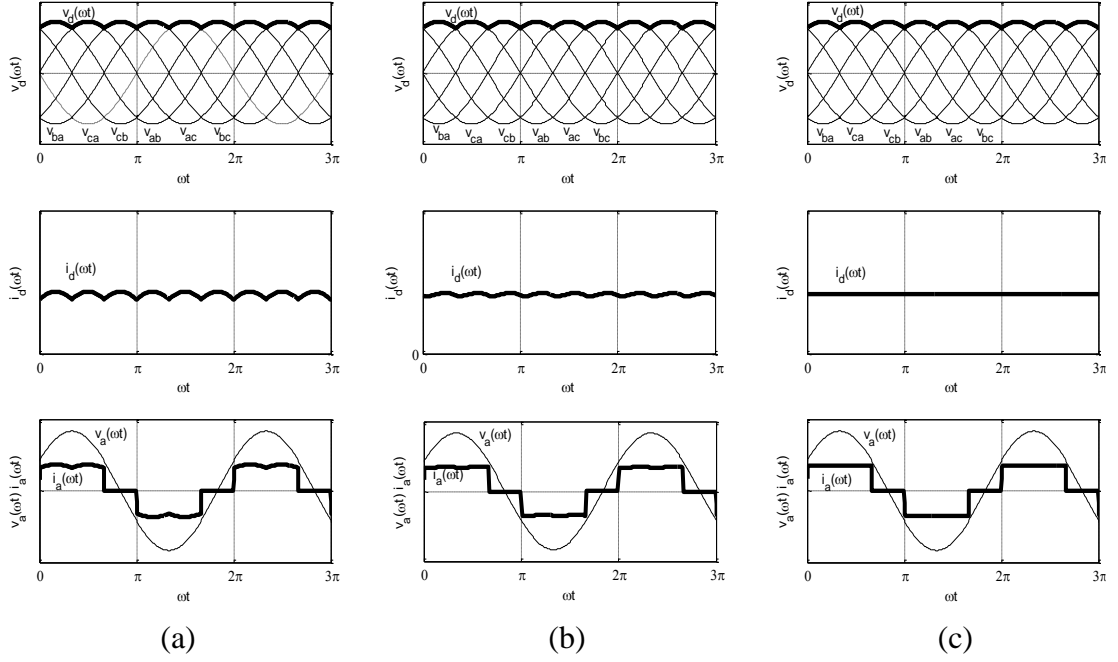 v_d(ωt)
v_d(ωt)
v_ba v_ca v_cb v_ab v_ac v_bc
0 π 2π 3π
ωt
v_d(ωt)
v_d(ωt)
v_ba v_ca v_cb v_ab v_ac v_bc
0 π 2π 3π
ωt
v_d(ωt)
v_d(ωt)
v_ba v_ca v_cb v_ab v_ac v_bc
0 π 2π 3π
ωt
i_d(ωt)
i_d(ωt)
0 π 2π 3π
ωt
i_d(ωt)
i_d(ωt)
0
0 π 2π 3π
ωt
i_d(ωt)
i_d(ωt)
0 π 2π 3π
ωt
v_a(ωt) i_a(ωt)
v_a(ωt)
i_a(ωt)
0 π 2π 3π
ωt
v_a(ωt) i_a(ωt)
v_a(ωt)
i_a(ωt)
0 π 2π 3π
ωt
v_a(ωt) i_a(ωt)
v_a(ωt)
i_a(ωt)
0 π 2π 3π
ωt
(a) (b) (c)